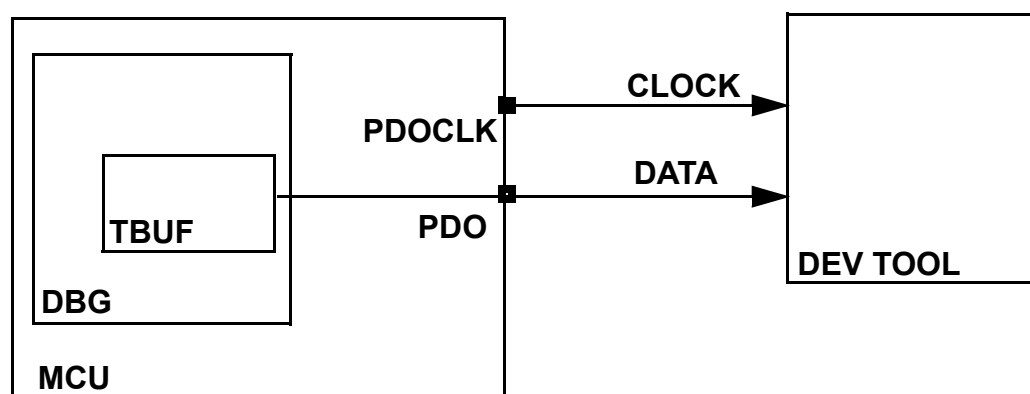 CLOCK
PDOCLK
DATA
TBUF
PDO
DEV TOOL
DBG
MCU